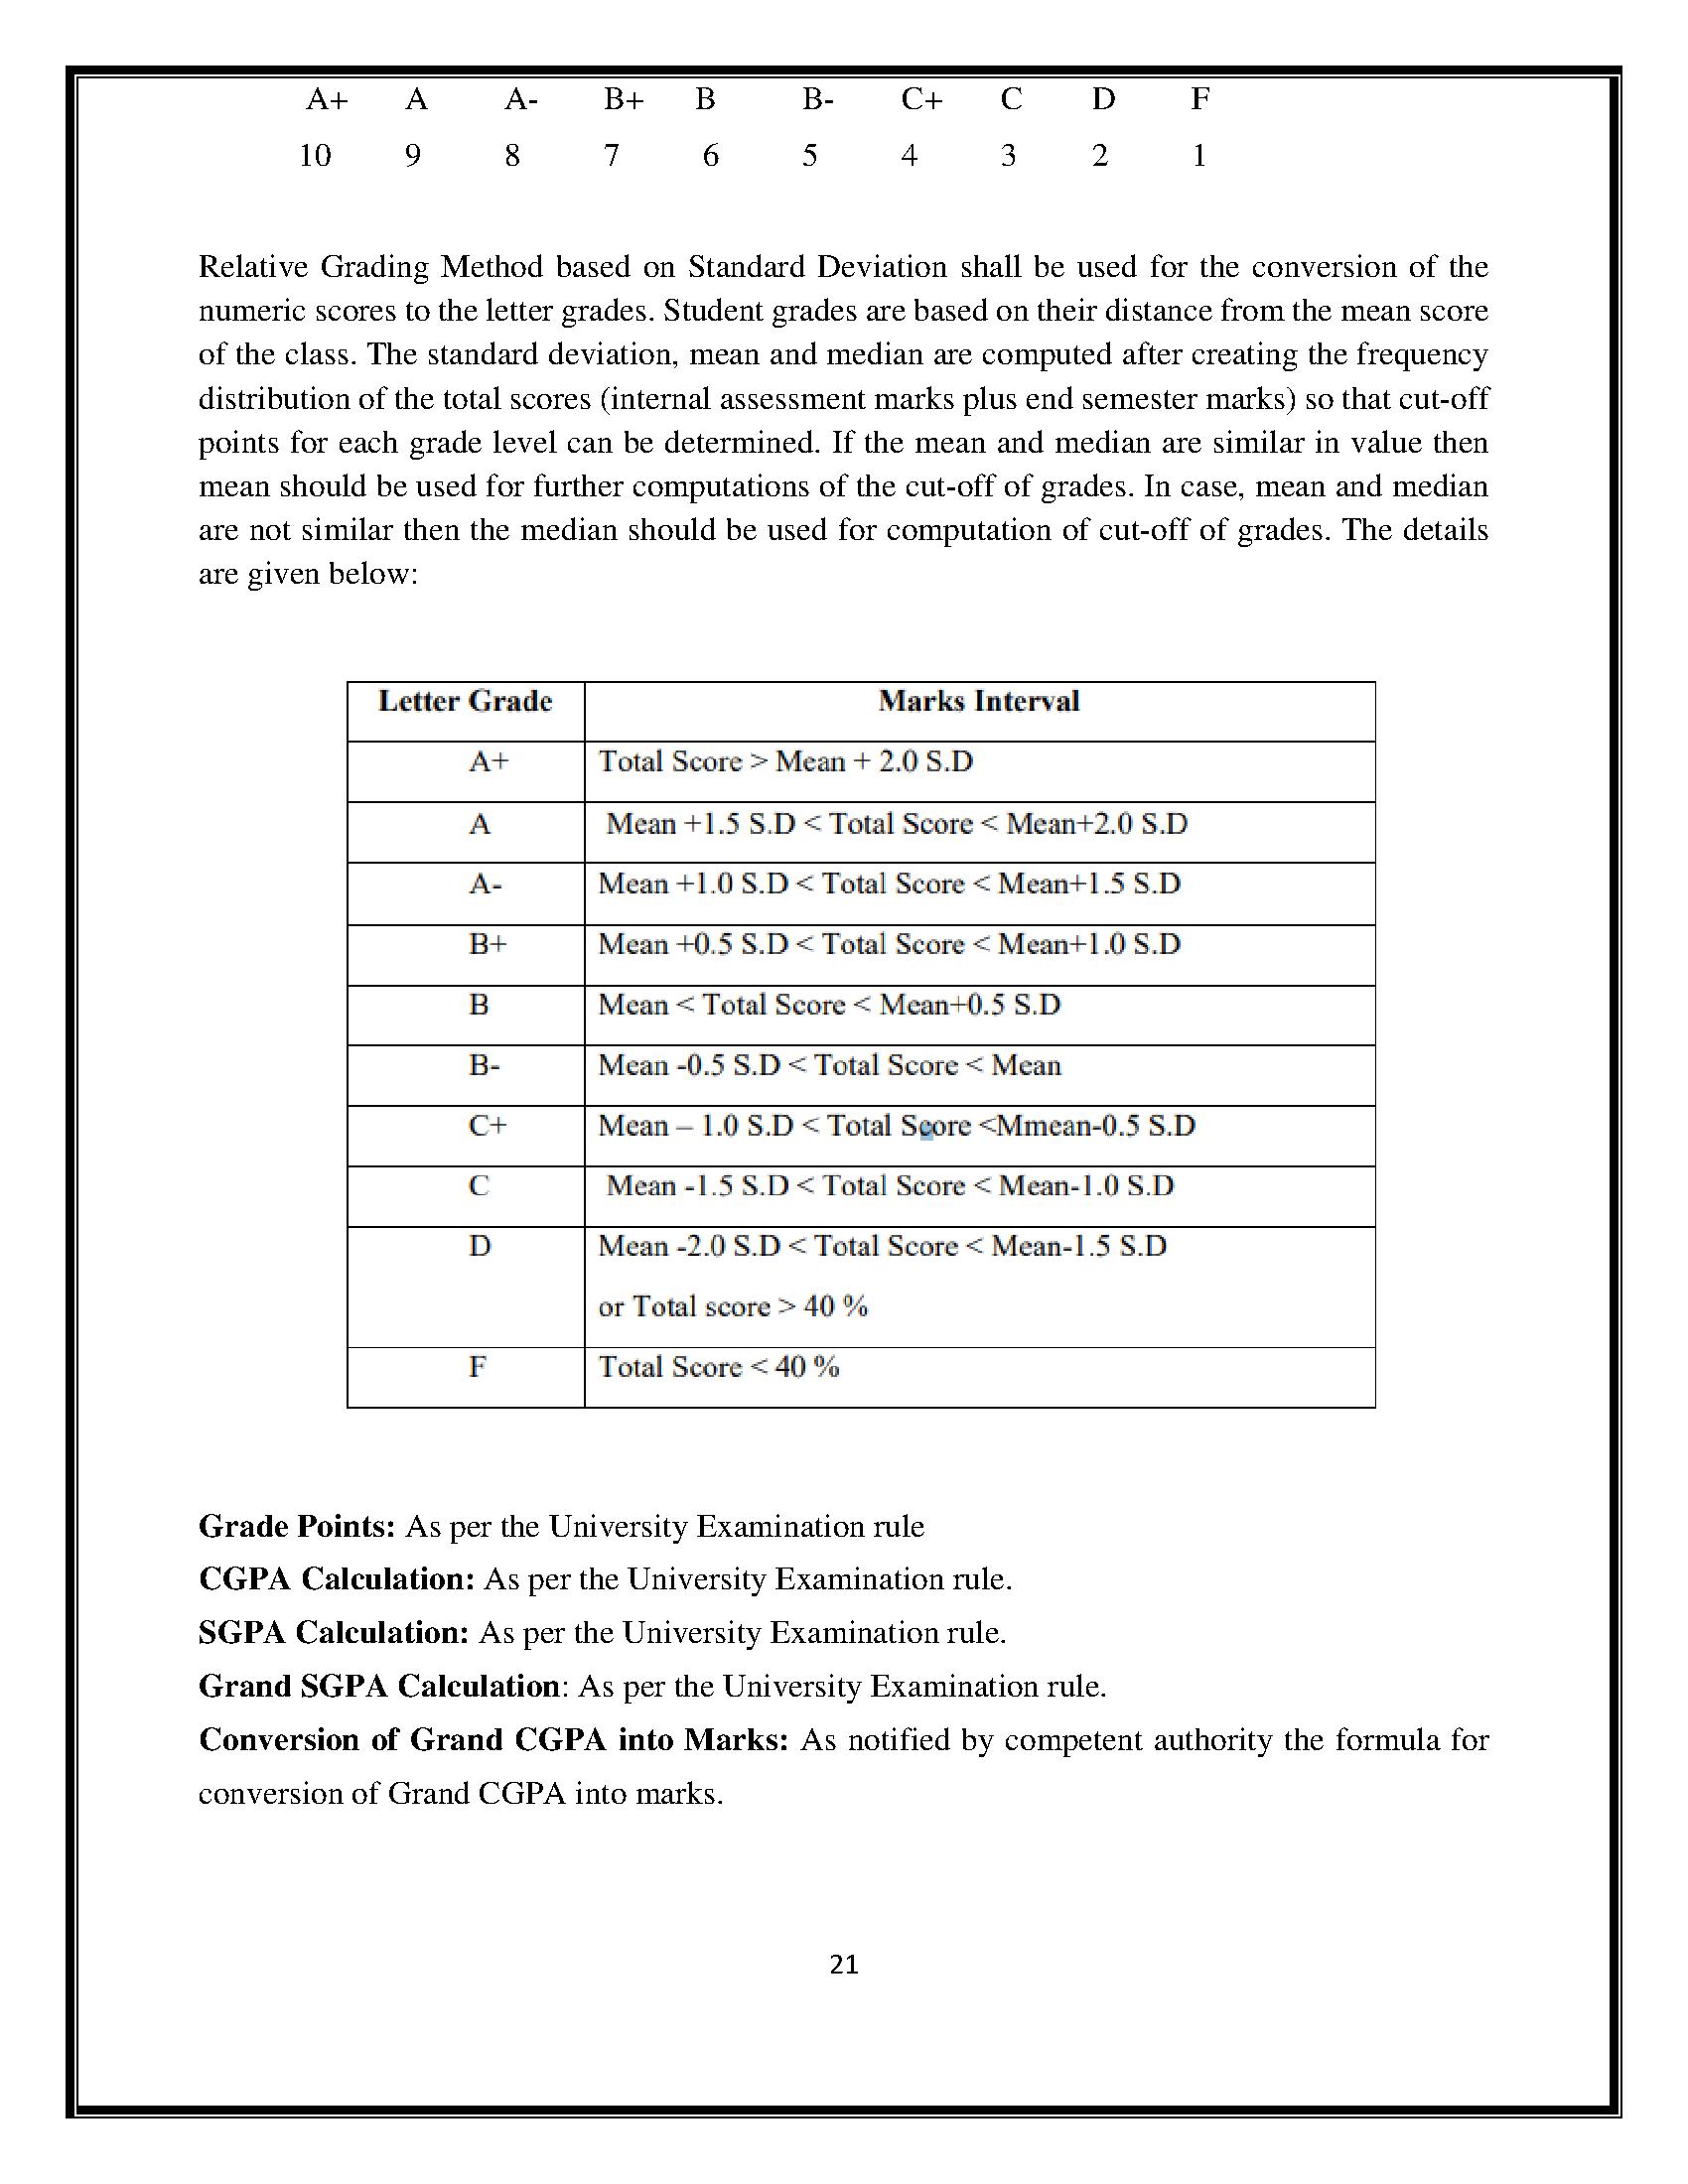 A+ A A- B+ B B- C+ C D F
10 9 8 7 6 5 4 3 2 1
Relative Grading Method based on Standard Deviation shall be used for the conversion of the
numeric scores to the letter grades. Student grades are based on their distance from the mean score
of the class. The standard deviation, mean and median are computed after creating the frequency
distribution of the total scores (internal assessment marks plus end semester marks) so that cut-off
points for each grade level can be determined. If the mean and median are similar in value then
mean should be used for further computations of the cut-off of grades. In case, mean and median
are not similar then the median should be used for computation of cut-off of grades. The details
are given below:
Letter Grade Marks Interval
A+ Total Score > Mean + 2.0 S.D
A Mean +1.5 S.D < Total Score < Mean+2.0 S.D
A- Mean +1.0 S.D < Total Score < Mean+1.5 S.D
B+ Mean +0.5 S.D < Total Score < Mean+1.0 S.D
B Mean < Total Score < Mean+0.5 S.D
B- Mean -0.5 S.D < Total Score < Mean
C+ Mean – 1.0 S.D < Total Score <Mmean-0.5 S.D
C Mean -1.5 S.D < Total Score < Mean-1.0 S.D
D Mean -2.0 S.D < Total Score < Mean-1.5 S.D
or Total score > 40 %
F Total Score < 40 %
Grade Points: As per the University Examination rule
CGPA Calculation: As per the University Examination rule.
SGPA Calculation: As per the University Examination rule.
Grand SGPA Calculation: As per the University Examination rule.
Conversion of Grand CGPA into Marks: As notified by competent authority the formula for
conversion of Grand CGPA into marks.
21